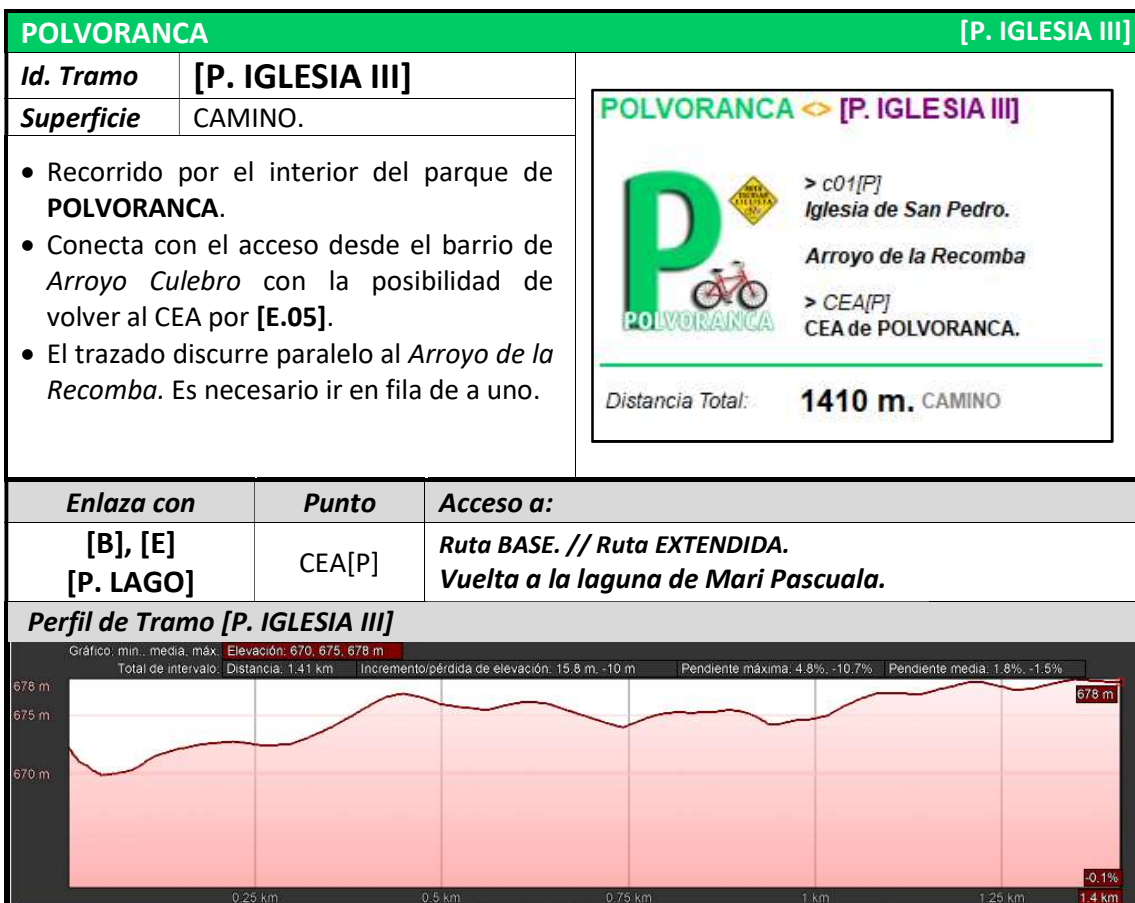 POLVORANCA [P. IGLESIA III]
Id. Tramo [P. IGLESIA III]
Superficie CAMINO.
• Recorrido por el interior del parque de
POLVORANCA.
• Conecta con el acceso desde el barrio de
Arroyo Culebro con la posibilidad de
volver al CEA por [E.05].
• El trazado discurre paralelo al Arroyo de la
Recomba. Es necesario ir en fila de a uno.
POLVORANCA <> [P. IGLESIA III]
P
POLVORANCA
> c01[P]
Iglesia de San Pedro.
Arroyo de la Recomba
> CEA[P]
CEA de POLVORANCA.
Distancia Total: 1410 m. CAMINO
Enlaza con Punto Acceso a:
[B], [E]
[P. LAGO]
CEA[P]
Ruta BASE. // Ruta EXTENDIDA.
Vuelta a la laguna de Mari Pascuala.
Perfil de Tramo [P. IGLESIA III]
Gráfico: min., media, máx. Elevación: 670, 675, 678 m
Total de intervalo: Distancia: 1.41 km Incremento/pérdida de elevación: 15.8 m, -10 m Pendiente máxima: 4.8%, -10.7% Pendiente media: 1.8%, -1.5%
678 m
678 m
675 m
670 m
-0.1%
0.25 km 0.5 km 0.75 km 1 km 1.25 km 1.4 km